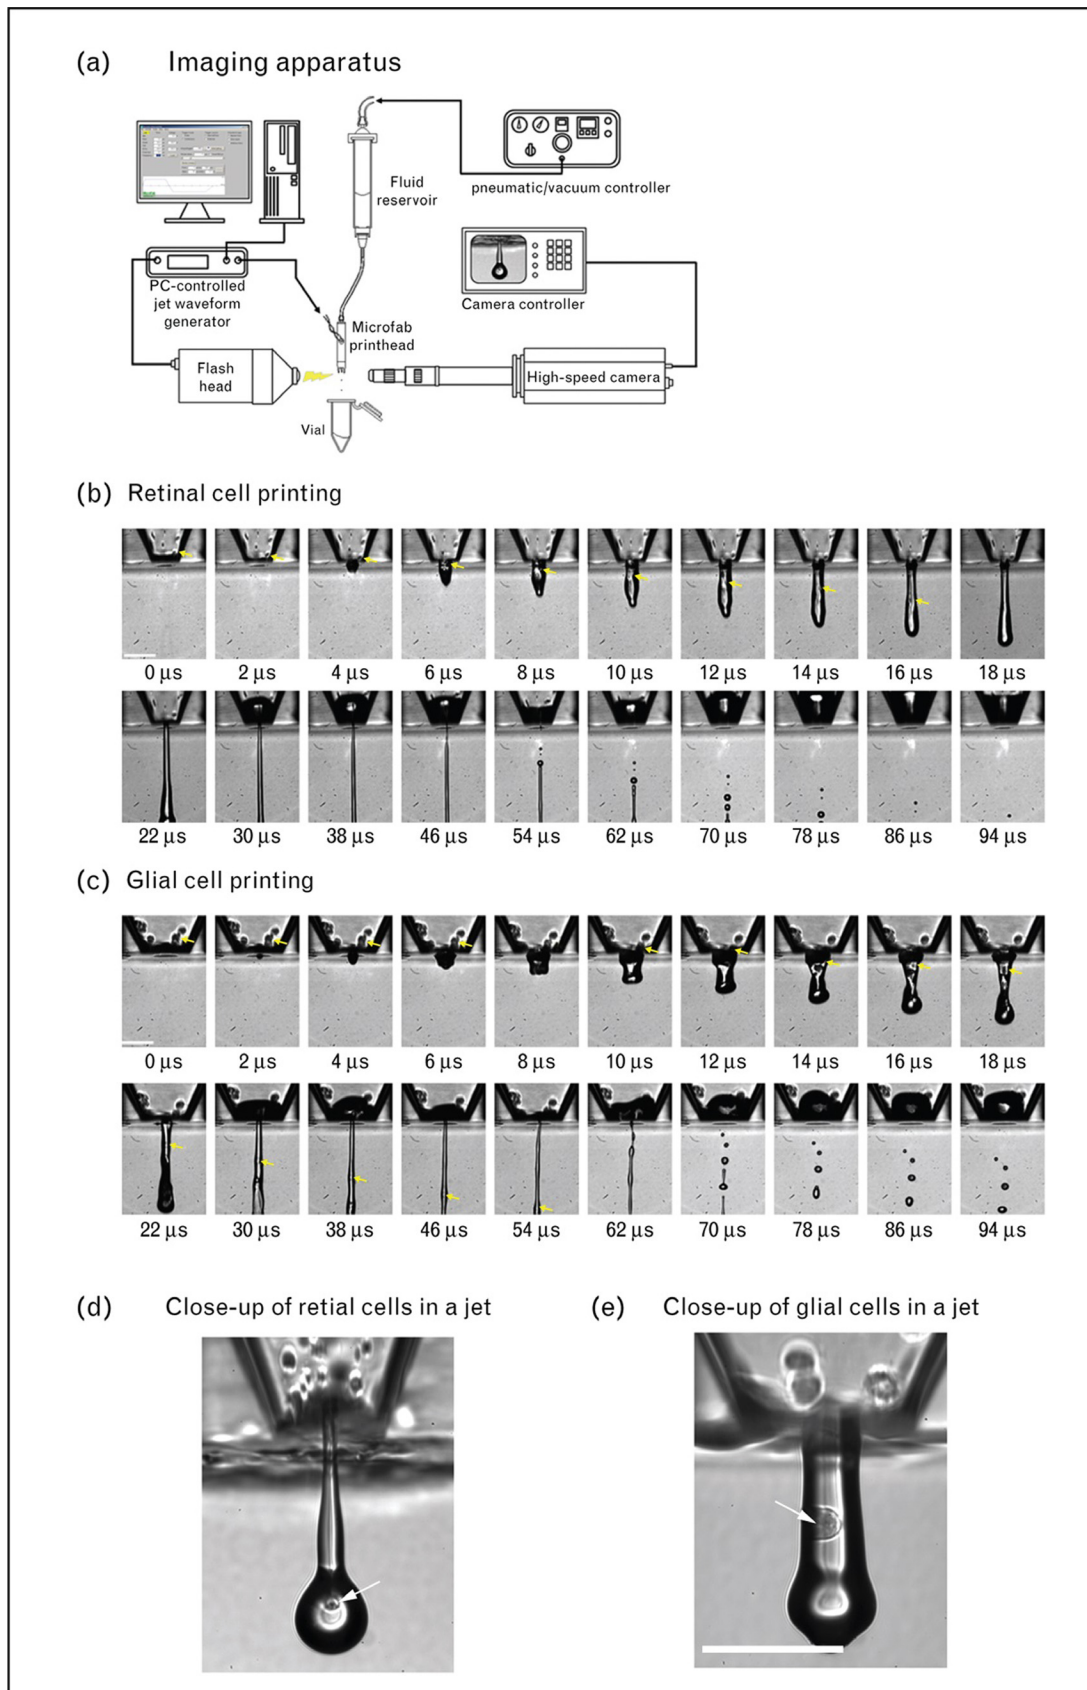 (a) Imaging apparatus
Fluid
reservoir
pneumatic/vacuum controller
PC-controlled
jet waveform
generator
Camera controller
Microfab
printhead
Flash
head
High-speed camera
Vial
(b) Retinal cell printing
0 µs 2 µs 4 µs 6 µs 8 µs 10 µs 12 µs 14 µs 16 µs 18 µs
22 µs 30 µs 38 µs 46 µs 54 µs 62 µs 70 µs 78 µs 86 µs 94 µs
(c) Glial cell printing
0 µs 2 µs 4 µs 6 µs 8 µs 10 µs 12 µs 14 µs 16 µs 18 µs
22 µs 30 µs 38 µs 46 µs 54 µs 62 µs 70 µs 78 µs 86 µs 94 µs
(d) Close-up of retial cells in a jet
(e) Close-up of glial cells in a jet